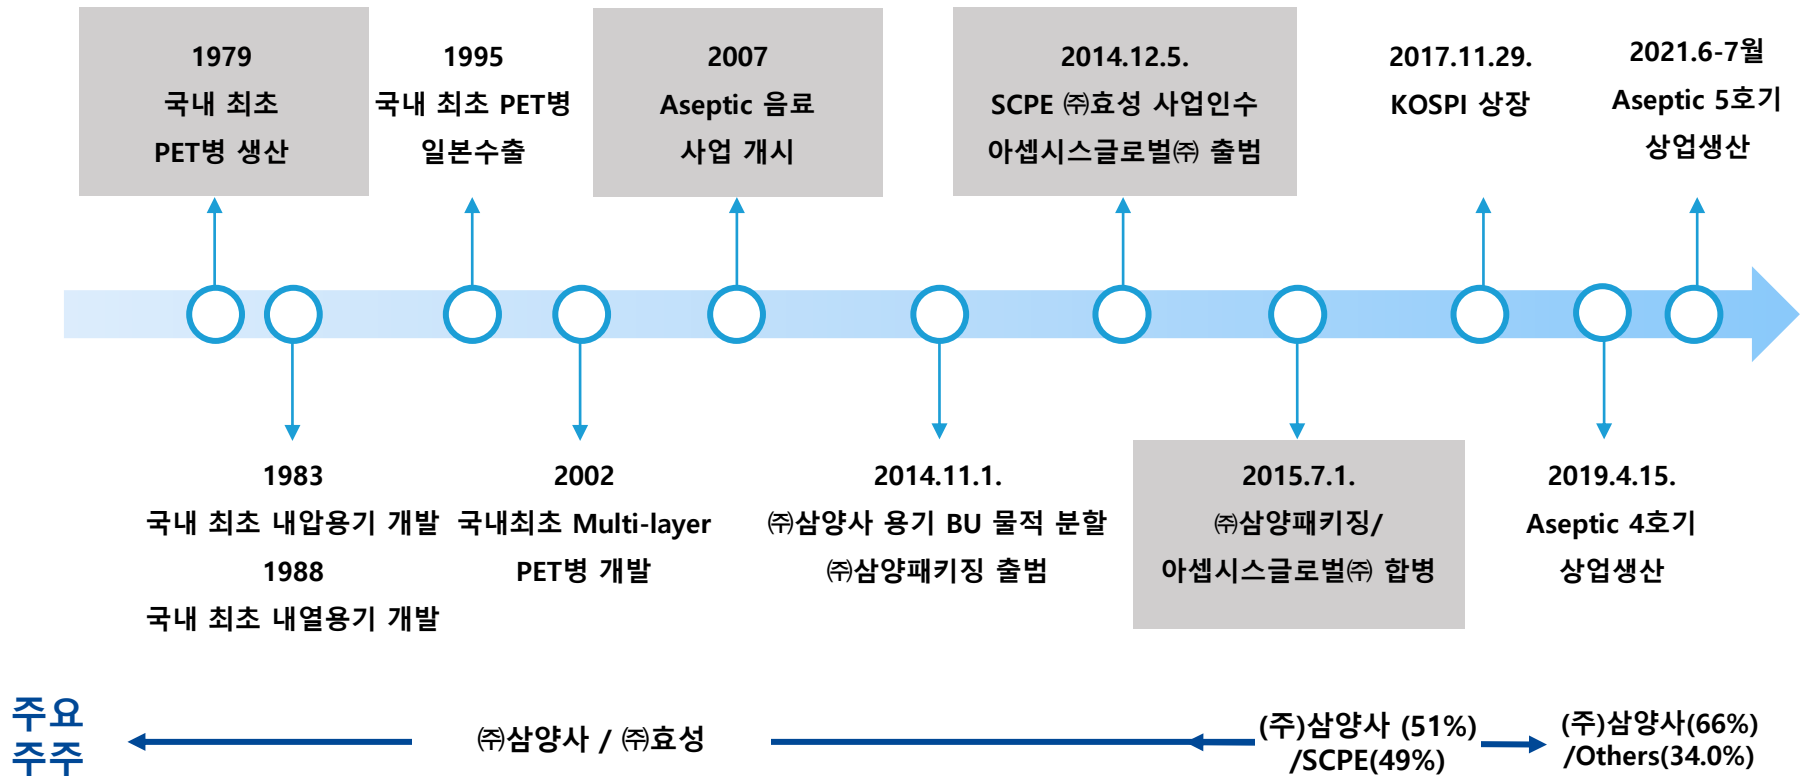 1979
국내 최초
PET병 생산
1995
국내 최초 PET병
일본수출
2007
Aseptic 음료
사업 개시
2014.12.5.
SCPE ㈜효성 사업인수
아셉시스글로벌㈜ 출범
2017.11.29.
KOSPI 상장
2021.6-7월
Aseptic 5호기
상업생산
1983
국내 최초 내압용기 개발
1988
국내 최초 내열용기 개발
2002
국내최초 Multi-layer
PET병 개발
2014.11.1.
㈜삼양사 용기 BU 물적 분할
㈜삼양패키징 출범
2015.7.1.
㈜삼양패키징/
아셉시스글로벌㈜ 합병
2019.4.15.
Aseptic 4호기
상업생산
주요
주주
㈜삼양사 / ㈜효성
(주)삼양사 (51%)
/SCPE(49%)
(주)삼양사(66%)
/Others(34.0%)